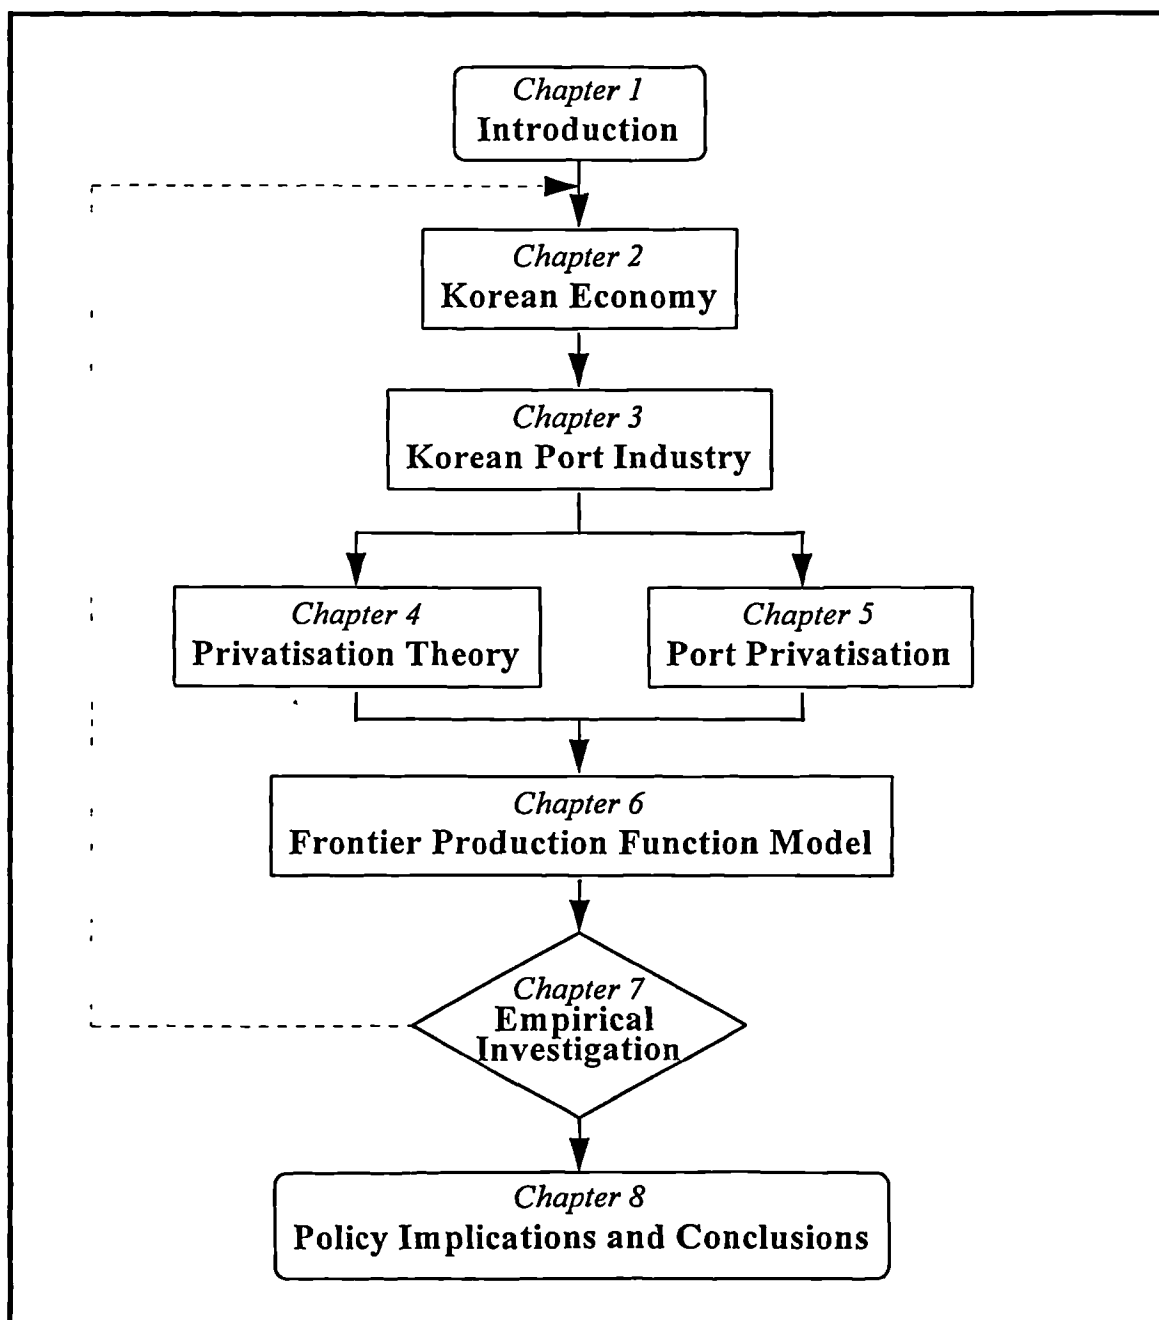 Chapter 1
Introduction
Chapter 2
Korean Economy
Chapter 3
Korean Port Industry
Chapter 4
Privatisation Theory
Chapter 5
Port Privatisation
Chapter 6
Frontier Production Function Model
Chapter 7
Empirical
Investigation
Chapter 8
Policy Implications and Conclusions